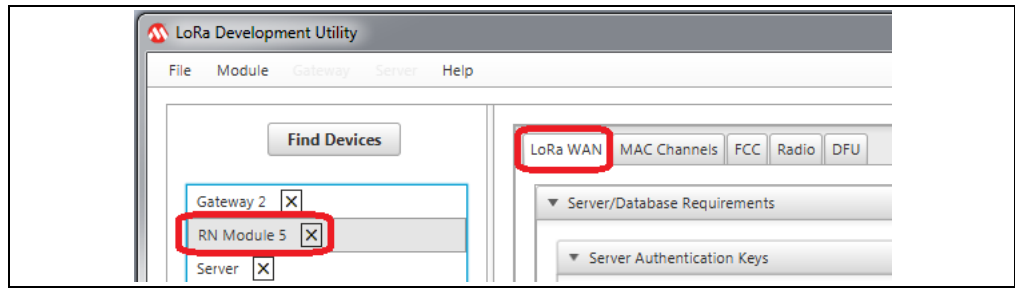 LoRa Development Utility
File Module Gateway Server Help
Find Devices
Gateway 2
RN Module 5
Server
LoRa WAN MAC Channels FCC Radio DFU
Server/Database Requirements
Server Authentication Keys